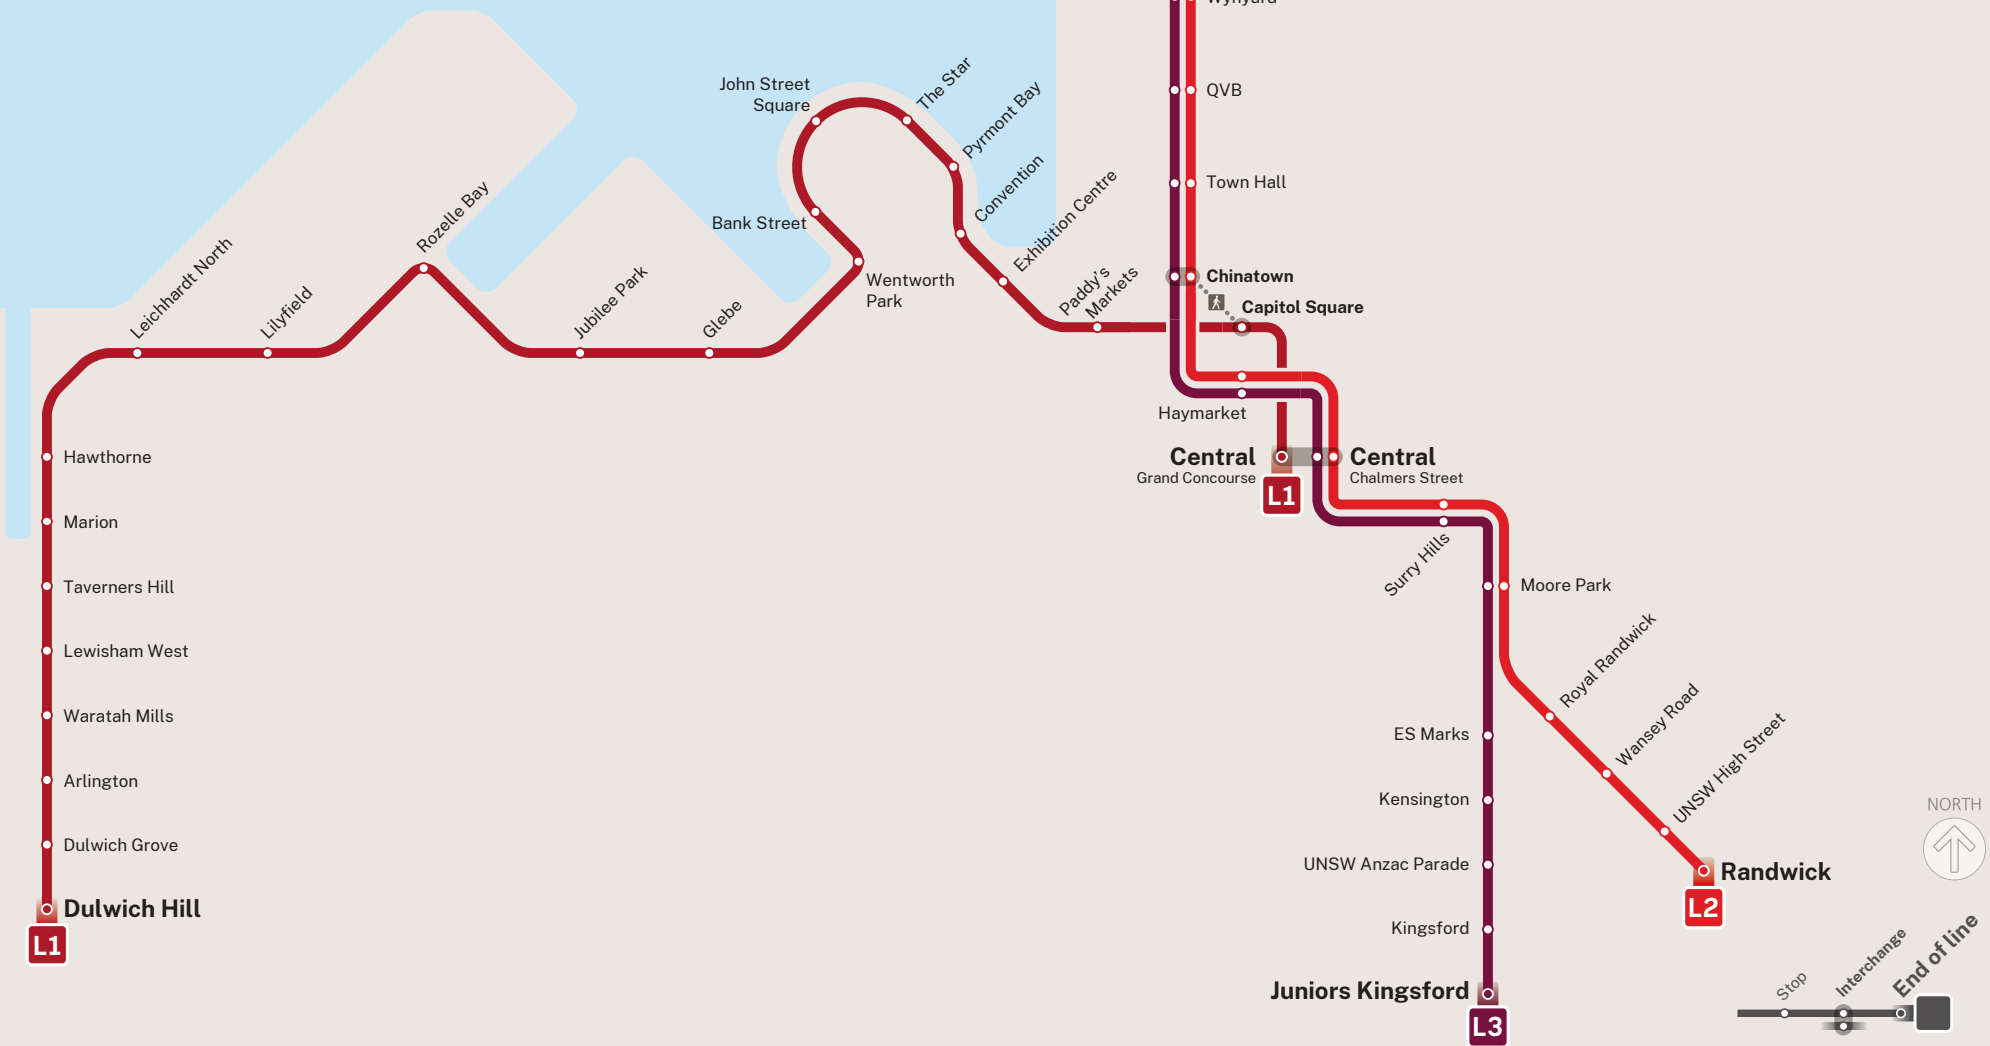 Wynyard
QVB
Town Hall
Chinatown
Capitol Square
John Street
Square
The Star
Pyrmont Bay
Convention
Exhibition Centre
Paddy's
Markets
Bank Street
Wentworth
Park
Rozelle Bay
Leichhardt North
Lilyfield
Jubilee Park
Glebe
Haymarket
Central
Grand Concourse
L1
Central
Chalmers Street
Hawthorne
Marion
Taverners Hill
Lewisham West
Waratah Mills
Arlington
Dulwich Grove
Dulwich Hill
L1
Surry Hills
Moore Park
Royal Randwick
Wansey Road
UNSW High Street
Randwick
L2
ES Marks
Kensington
UNSW Anzac Parade
Kingsford
Juniors Kingsford
L3
NORTH
Stop
Interchange
End of line